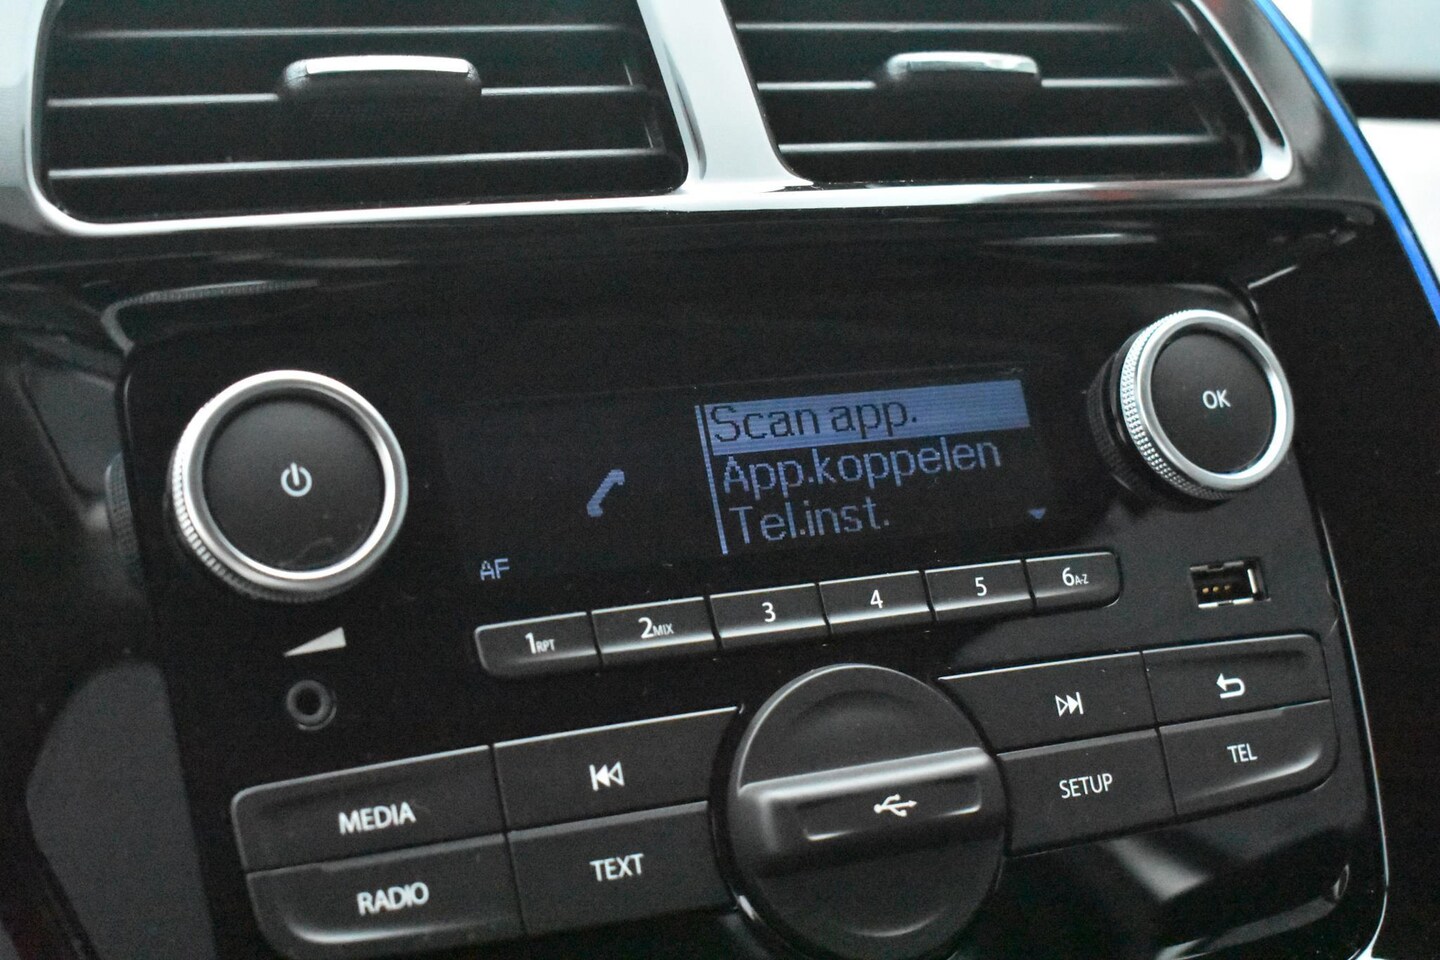 Scan app.
App.koppelen
Tel.inst.
AF
OK
1RPT
2MIX
3
4
5
6A-Z
MEDIA
RADIO
TEXT
SETUP
TEL